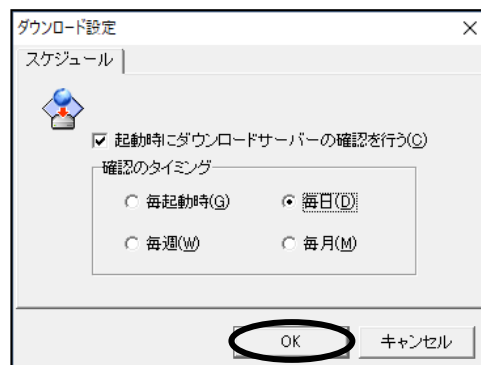 ダウンロード設定
スケジュール
起動時にダウンロードサーバーの確認を行う(C)
確認のタイミング
毎起動時(G) 毎日(D)
毎週(W) 毎月(M)
OK キャンセル